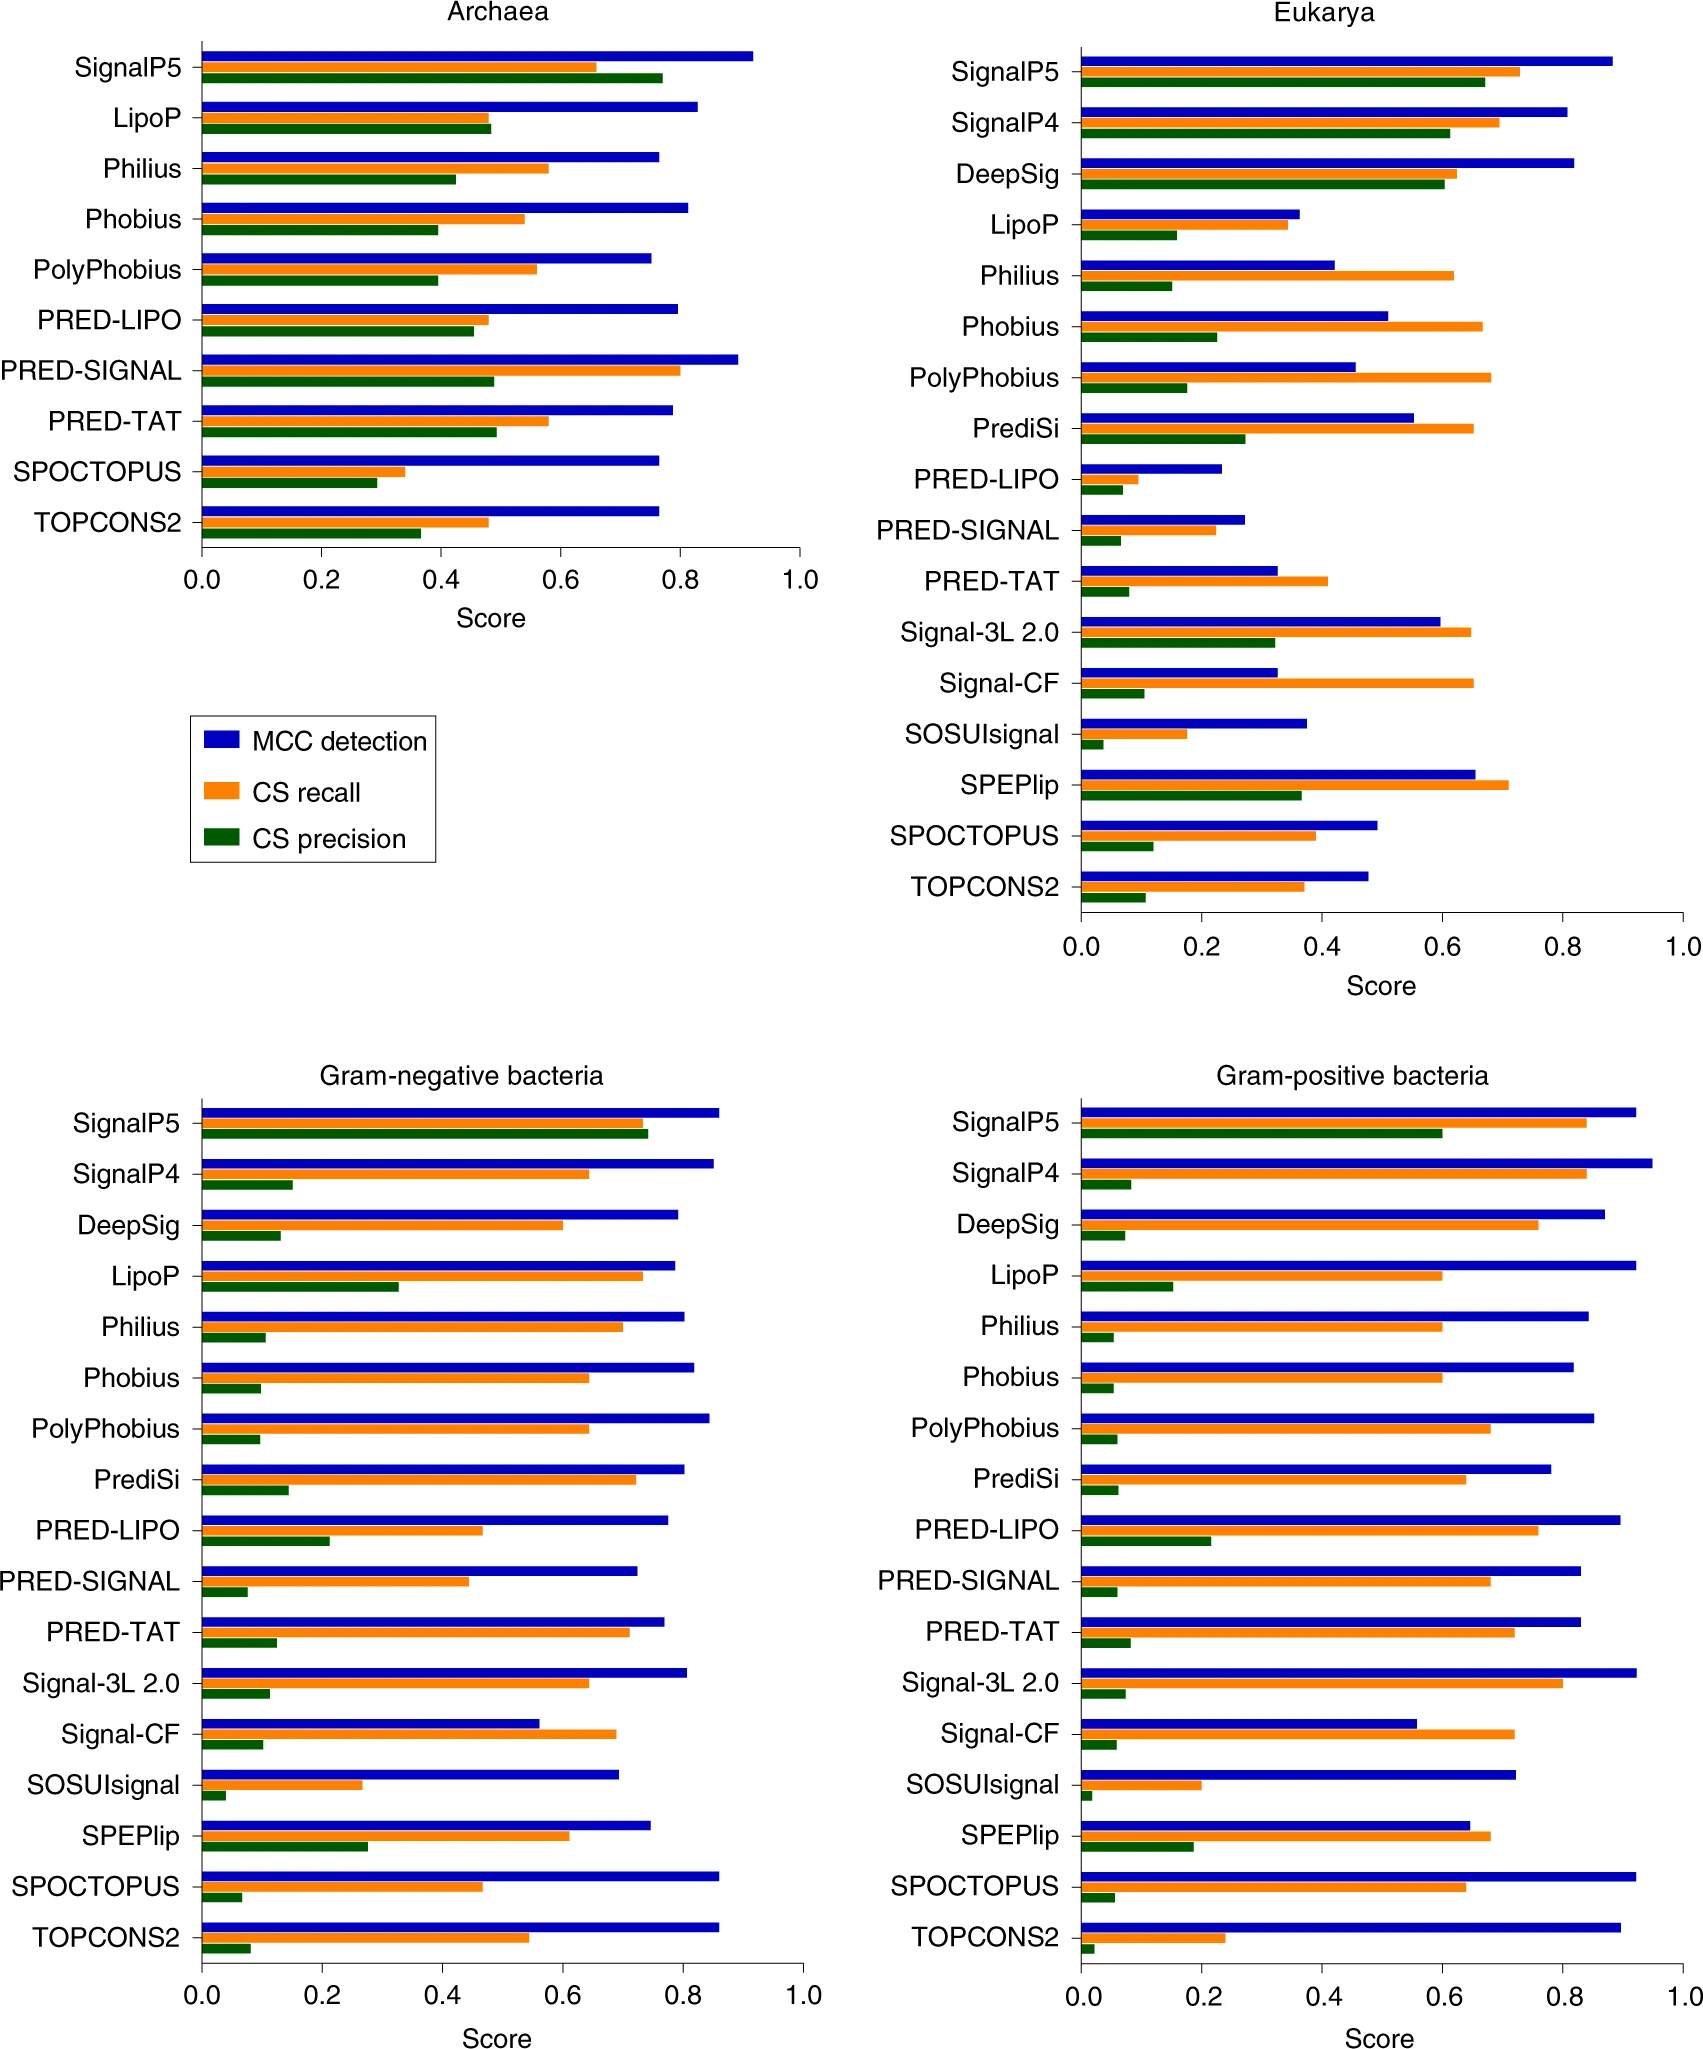 Archaea
SignalP5
LipoP
Philius
Phobius
PolyPhobius
PRED-LIPO
PRED-SIGNAL
PRED-TAT
SPOCTOPUS
TOPCONS2
0.0 0.2 0.4 0.6 0.8 1.0
Score
MCC detection
CS recall
CS precision
Eukarya
SignalP5
SignalP4
DeepSig
LipoP
Philius
Phobius
PolyPhobius
PrediSi
PRED-LIPO
PRED-SIGNAL
PRED-TAT
Signal-3L 2.0
Signal-CF
SOSUIsignal
SPEPlip
SPOCTOPUS
TOPCONS2
0.0 0.2 0.4 0.6 0.8 1.0
Score
Gram-negative bacteria
SignalP5
SignalP4
DeepSig
LipoP
Philius
Phobius
PolyPhobius
PrediSi
PRED-LIPO
PRED-SIGNAL
PRED-TAT
Signal-3L 2.0
Signal-CF
SOSUIsignal
SPEPlip
SPOCTOPUS
TOPCONS2
0.0 0.2 0.4 0.6 0.8 1.0
Score
Gram-positive bacteria
SignalP5
SignalP4
DeepSig
LipoP
Philius
Phobius
PolyPhobius
PrediSi
PRED-LIPO
PRED-SIGNAL
PRED-TAT
Signal-3L 2.0
Signal-CF
SOSUIsignal
SPEPlip
SPOCTOPUS
TOPCONS2
0.0 0.2 0.4 0.6 0.8 1.0
Score